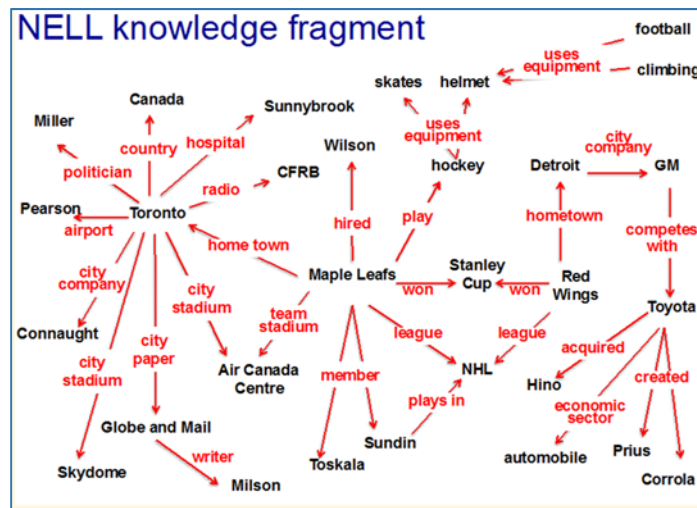 NELL knowledge fragment
football
uses
equipment
climbing
skates
helmet
Canada
Sunnybrook
Miller
Wilson
uses
equipment
country
hospital
politician
CFRB
hockey
Detroit
city
company
GM
radio
Pearson
Toronto
airport
hired
play
hometown
competes
with
home town
Maple Leafs
Stanley
Cup
won
won
Red
Wings
city
company
city
stadium
team
stadium
Toyota
Connaught
city
paper
league
league
acquired
city
stadium
Air Canada
Centre
member
NHL
Hino
created
plays in
economic
sector
Globe and Mail
Sundin
Prius
writer
Toskala
automobile
Skydome
Milson
Corrola